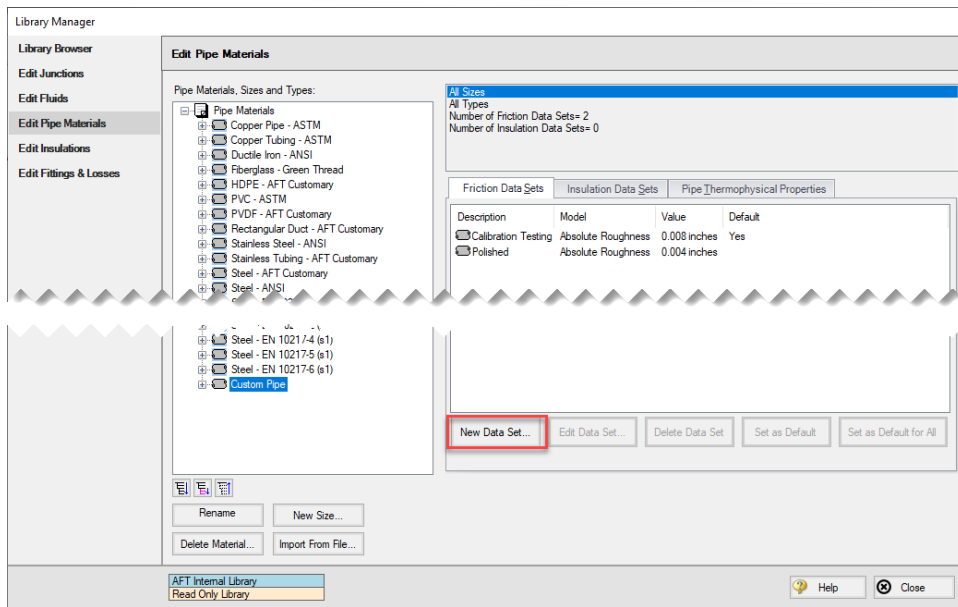 Library Manager
Library Browser
Edit Junctions
Edit Fluids
Edit Pipe Materials
Edit Insulations
Edit Fittings & Losses
Edit Pipe Materials
Pipe Materials, Sizes and Types:
Pipe Materials
Copper Pipe - ASTM
Copper Tubing - ASTM
Ductile Iron - ANSI
Fiberglass - Green Thread
HDPE - AFT Customary
PVC - ASTM
PVDF - AFT Customary
Rectangular Duct - AFT Customary
Stainless Steel - ANSI
Stainless Tubing - AFT Customary
Steel - AFT Customary
Steel - ANSI
Steel - EN 10217-4 (s1)
Steel - EN 10217-5 (s1)
Steel - EN 10217-6 (s1)
Custom Pipe
Rename New Size...
Delete Material... Import From File...
All Sizes
All Types
Number of Friction Data Sets= 2
Number of Insulation Data Sets= 0
Friction Data Sets Insulation Data Sets Pipe Thermophysical Properties
Description Model Value Default
Calibration Testing Absolute Roughness 0.008 inches Yes
Polished Absolute Roughness 0.004 inches
New Data Set... Edit Data Set... Delete Data Set Set as Default Set as Default for All
AFT Internal Library
Read Only Library
Help Close